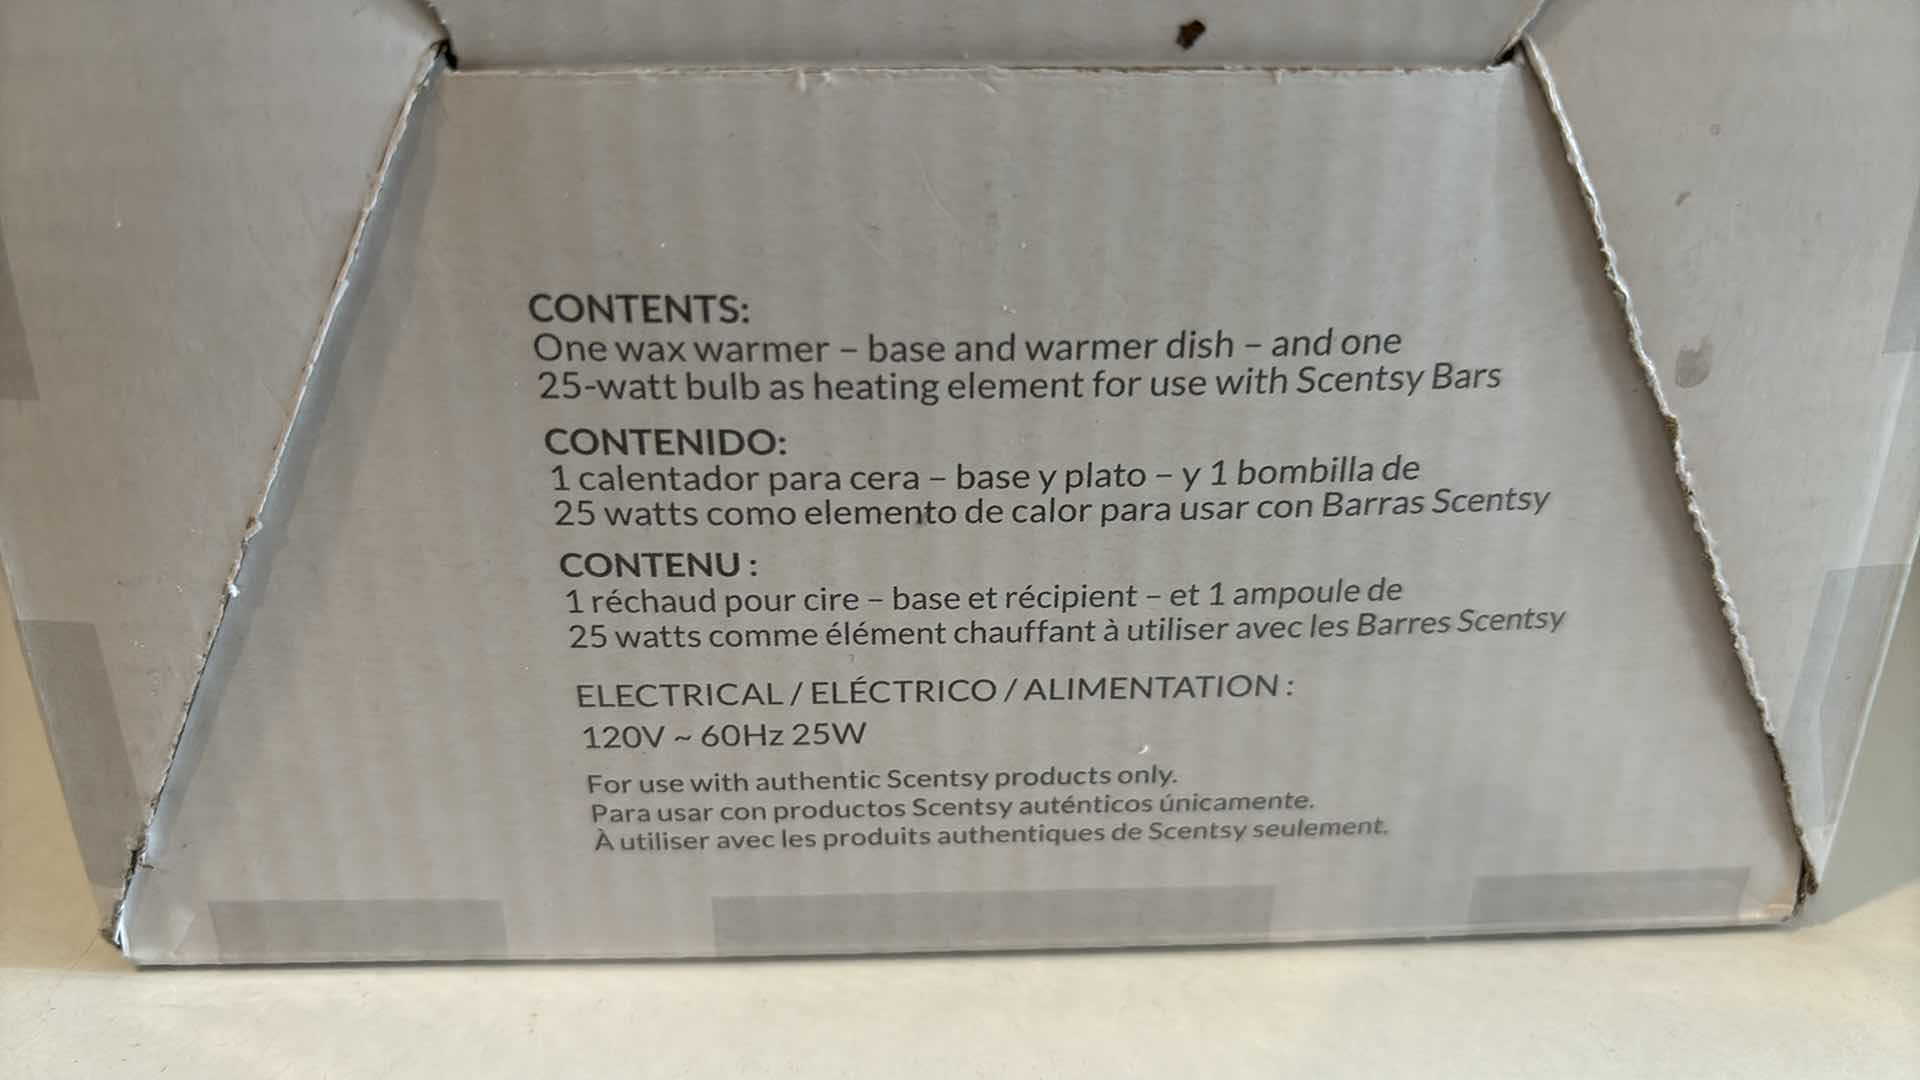 CONTENTS:
One wax warmer – base and warmer dish – and one
25-watt bulb as heating element for use with Scentsy Bars
CONTENIDO:
1 calentador para cera – base y plato – y 1 bombilla de
25 watts como elemento de calor para usar con Barras Scentsy
CONTENU :
1 réchaud pour cire – base et récipient – et 1 ampoule de
25 watts comme élément chauffant à utiliser avec les Barres Scentsy
ELECTRICAL / ELÉCTRICO / ALIMENTATION :
120V ~ 60Hz 25W
For use with authentic Scentsy products only.
Para usar con productos Scentsy auténticos únicamente.
À utiliser avec les produits authentiques de Scentsy seulement.